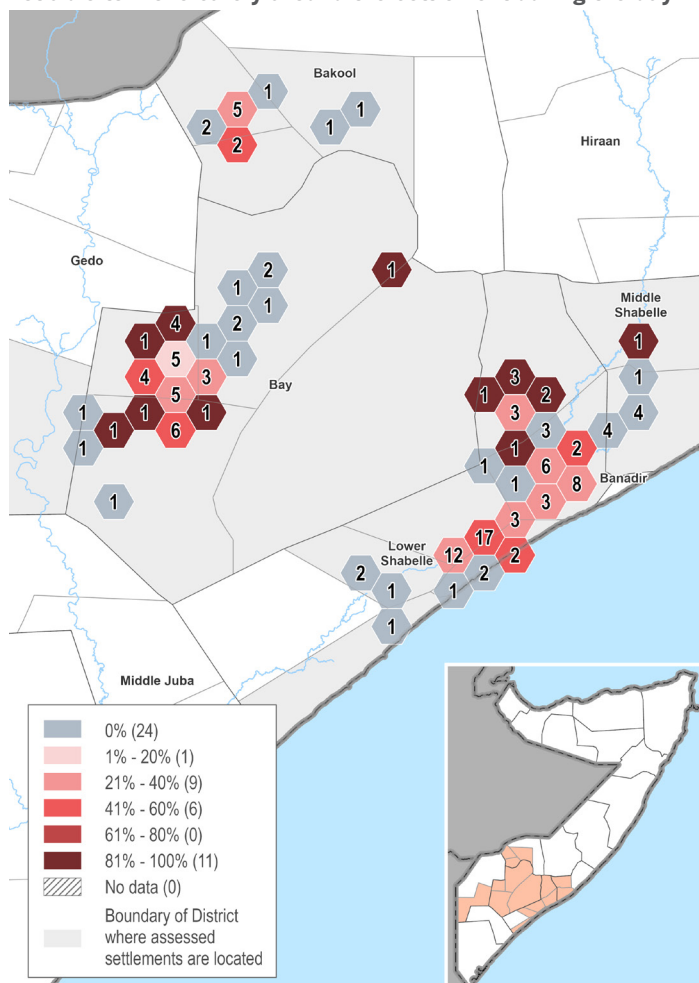 Bakool
1
5
1
2
1
2
Hiraan
Gedo
2
1
1
Middle
Shabelle
1
4
2
1
1
1
5
1
3
1
4
3
1
2
Bay
5
1
1
1
3
4
1
6
3
4
1
1
2
1
6
1
8
Banadir
1
3
3
17
Lower
Shabelle
12
2
2
2
1
1
1
Middle Juba
0% (24)
1% - 20% (1)
21% - 40% (9)
41% - 60% (6)
61% - 80% (0)
81% - 100% (11)
No data (0)
Boundary of District
where assessed
settlements are located